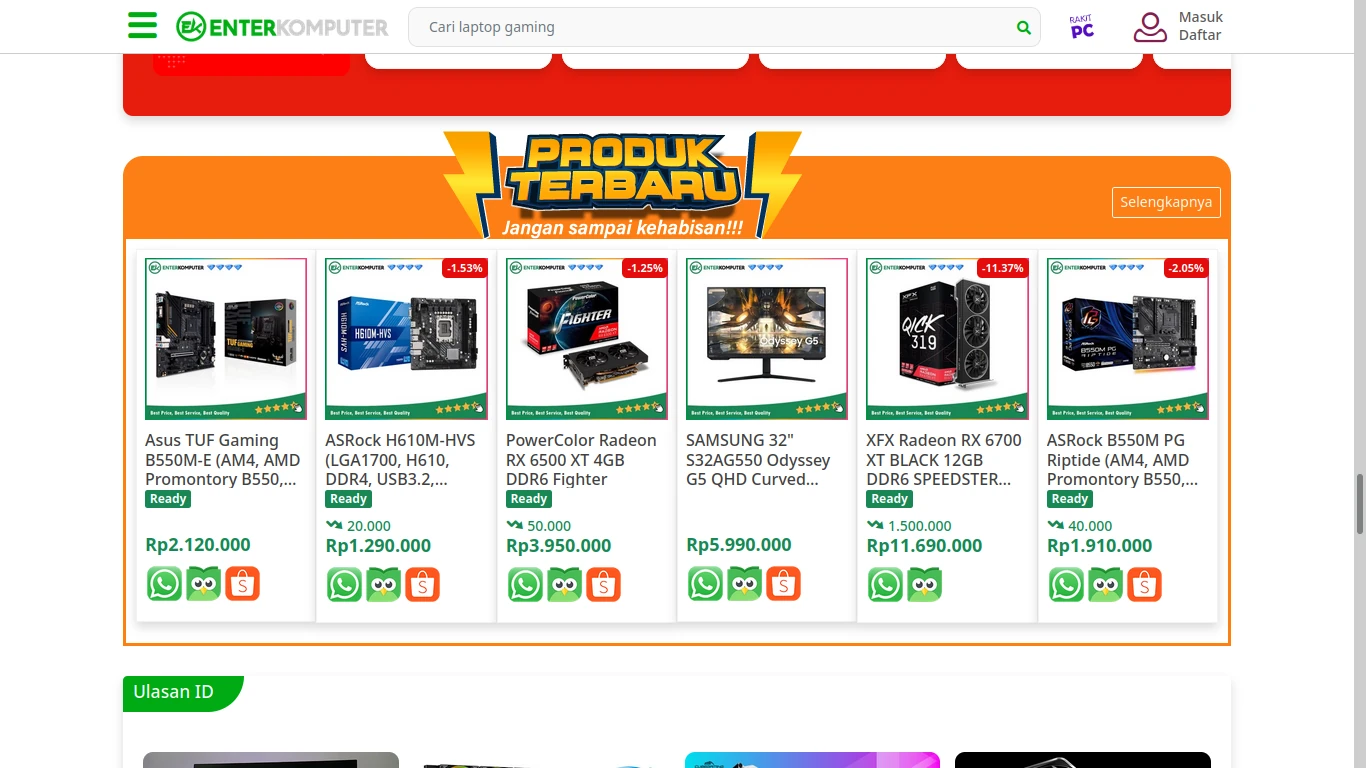 ENTERKOMPUTER
Cari laptop gaming
RAKIT
PC
Masuk
Daftar
PRODUK
TERBARU
Jangan sampai kehabisan!!!
Selengkapnya
ENTERKOMPUTER
Best Price, Best Service, Best Quality
Asus TUF Gaming
B550M-E (AM4, AMD
Promontory B550,...
Ready
Rp2.120.000
ENTERKOMPUTER
-1.53%
H610M-HVS
Best Price, Best Service, Best Quality
ASRock H610M-HVS
(LGA1700, H610,
DDR4, USB3.2,...
Ready
20.000
Rp1.290.000
ENTERKOMPUTER
-1.25%
PowerColor
FIGHTER
Best Price, Best Service, Best Quality
PowerColor Radeon
RX 6500 XT 4GB
DDR6 Fighter
Ready
50.000
Rp3.950.000
ENTERKOMPUTER
Odyssey G5
Best Price, Best Service, Best Quality
SAMSUNG 32"
S32AG550 Odyssey
G5 QHD Curved...
Rp5.990.000
ENTERKOMPUTER
-11.37%
XFX
QICK
319
Best Price, Best Service, Best Quality
XFX Radeon RX 6700
XT BLACK 12GB
DDR6 SPEEDSTER...
Ready
1.500.000
Rp11.690.000
ENTERKOMPUTER
-2.05%
B550M PG
RIPTIDE
Best Price, Best Service, Best Quality
ASRock B550M PG
Riptide (AM4, AMD
Promontory B550,...
Ready
40.000
Rp1.910.000
Ulasan ID